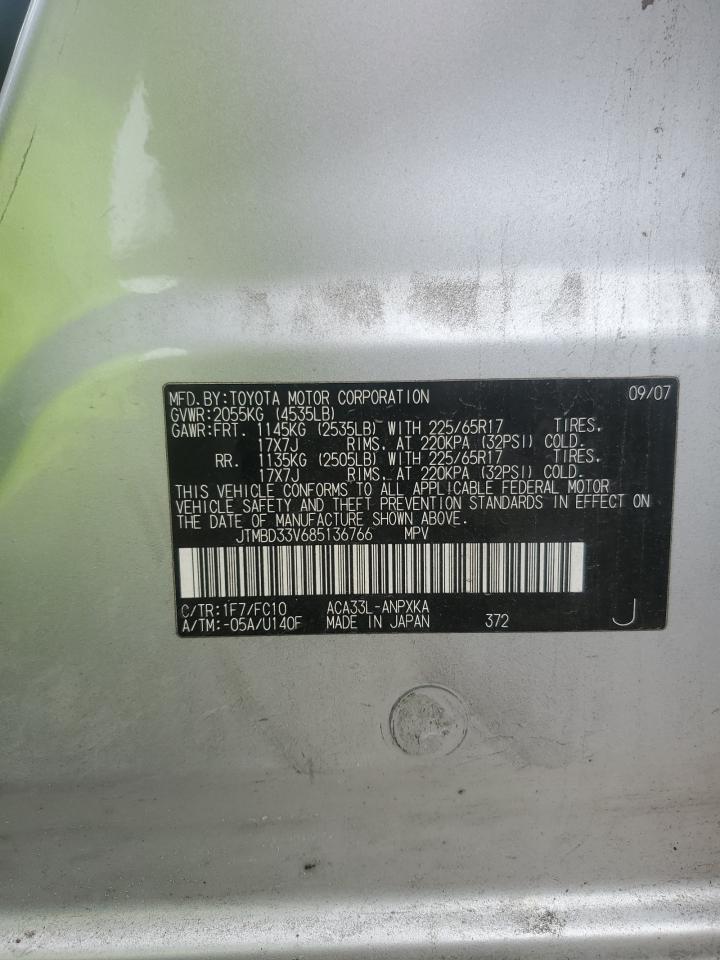 MFD.BY:TOYOTA MOTOR CORPORATION 09/07
GVWR:2055KG (4535LB)
GAWR:FRT. 1145KG (2535LB) WITH 225/65R17 TIRES.
17X7J RIMS. AT 220KPA (32PSI) COLD.
RR. 1135KG (2505LB) WITH 225/65R17 TIRES.
17X7J RIMS. AT 220KPA (32PSI) COLD.
THIS VEHICLE CONFORMS TO ALL APPLICABLE FEDERAL MOTOR
VEHICLE SAFETY AND THEFT PREVENTION STANDARDS IN EFFECT ON
THE DATE OF MANUFACTURE SHOWN ABOVE.
JTMBD33V685136766 MPV
C/TR:1F7/FC10 ACA33L-ANPXKA
A/TM:-05A/U140F MADE IN JAPAN 372 J